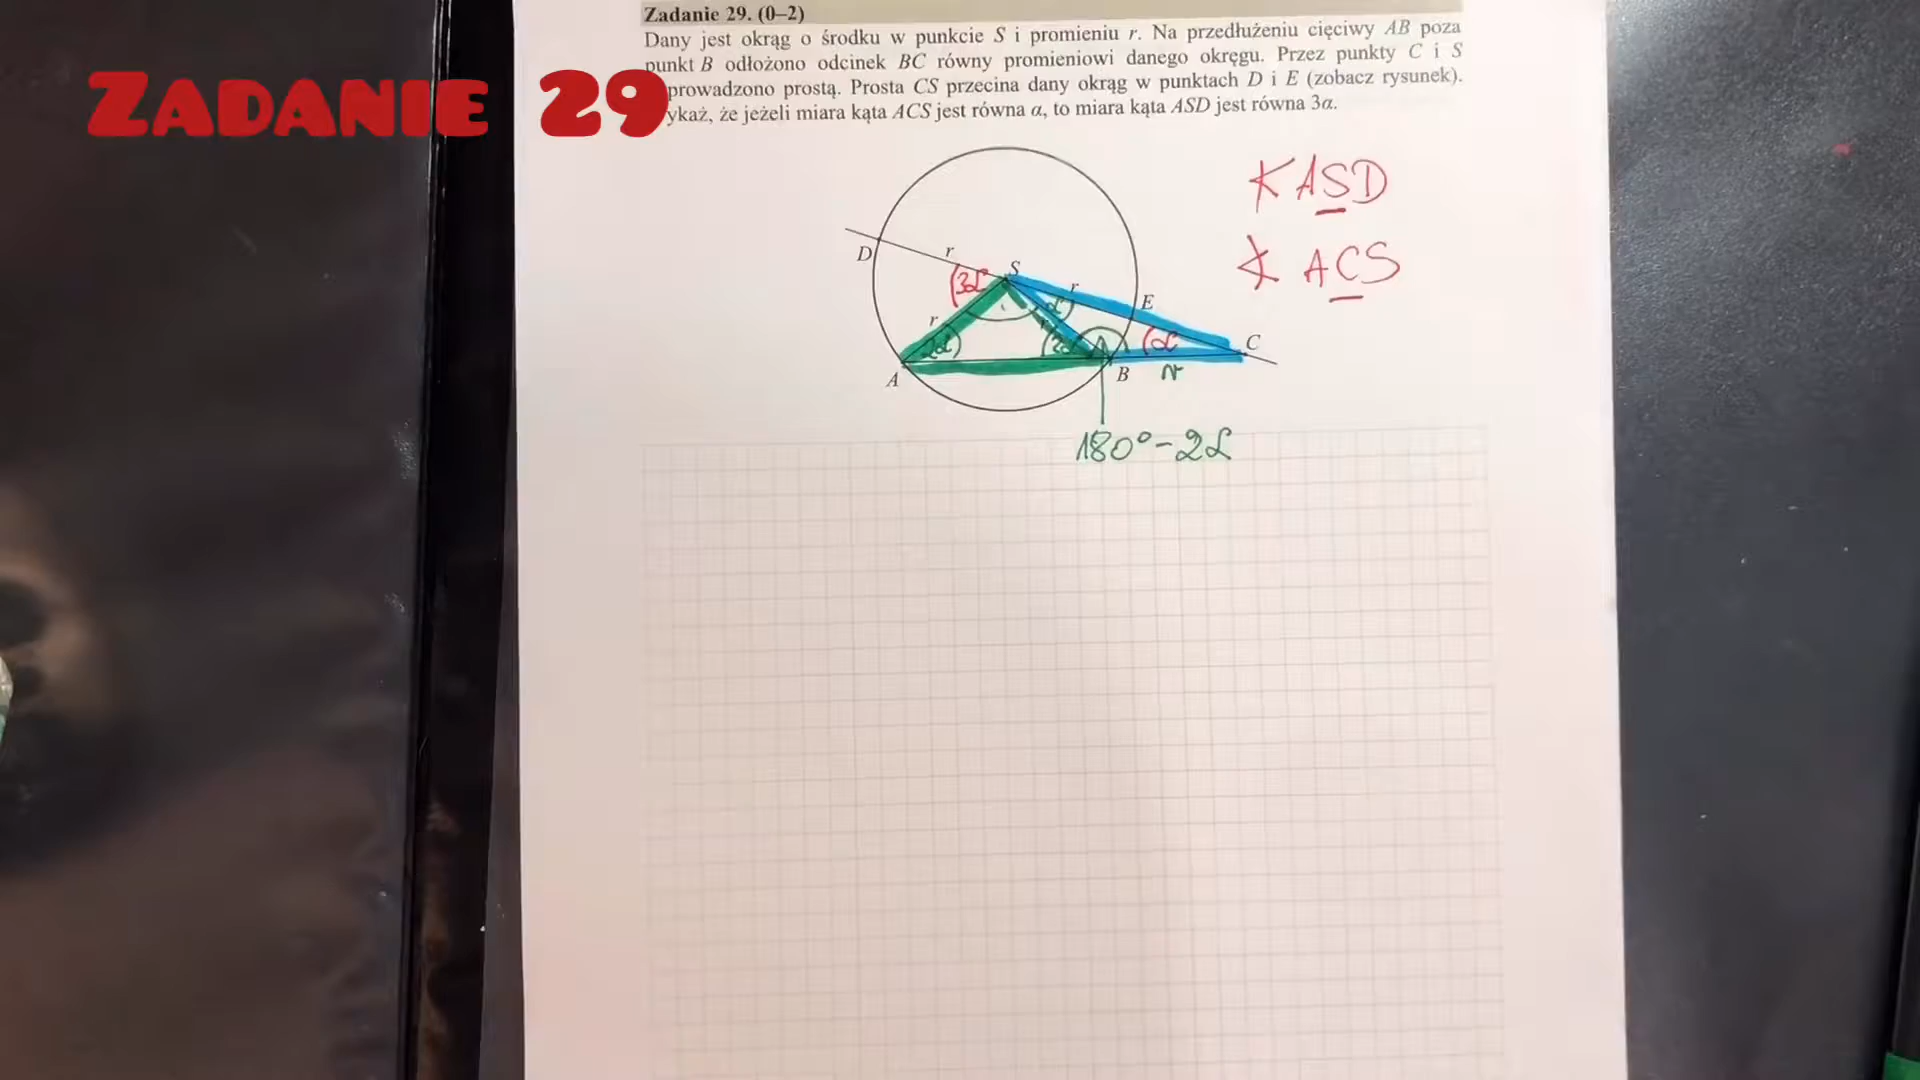 Zadanie 29. (0–2)
Dany jest okrąg o środku w punkcie S i promieniu r. Na przedłużeniu cięciwy AB poza
punkt B odłożono odcinek BC równy promieniowi danego okręgu. Przez punkty C i S
prowadzono prostą. Prosta CS przecina dany okrąg w punktach D i E (zobacz rysunek).
ykaż, że jeżeli miara kąta ACS jest równa α, to miara kąta ASD jest równa 3α.
ZADANIE 29
∢ ASD
∢ ACS
D
r
S
3α
r
α
E
r
r
2α
2α
α
C
A
B
r
180°-2α